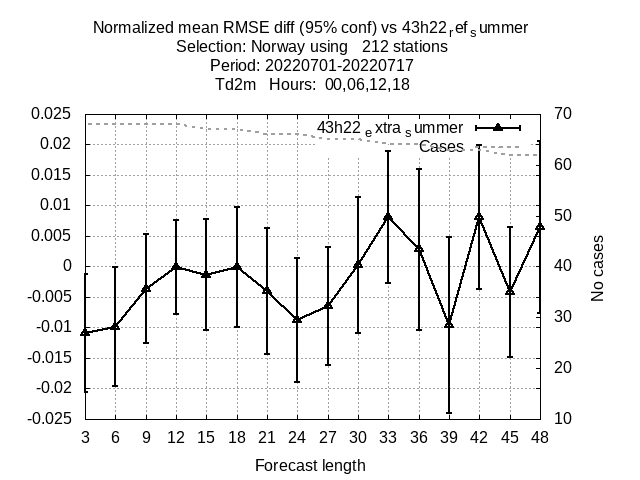 Normalized mean RMSE diff (95% conf) vs 43h22refsummer
Selection: Norway using   212 stations
Period: 20220701-20220717
Td2m   Hours:  00,06,12,18
43h22extrasummer
Cases
0.025
0.02
0.015
0.01
0.005
0
-0.005
-0.01
-0.015
-0.02
-0.025
70
60
50
40
30
20
10
No cases
3 6 9 12 15 18 21 24 27 30 33 36 39 42 45 48
Forecast length